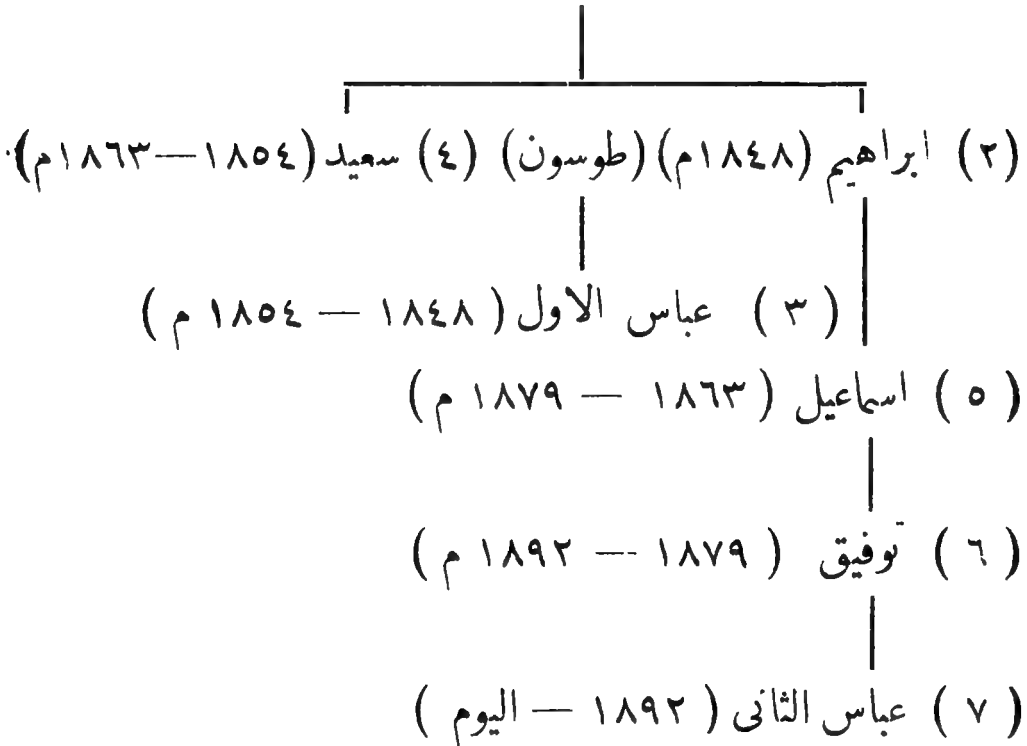 (٢) ابراهيم (١٨٤٨م) (طوسون) (٤) سعيد (١٨٥٤—١٨٦٣م)
(٣) عباس الاول (١٨٤٨ — ١٨٥٤ م)
(٥) اسماعيل (١٨٦٣ — ١٨٧٩ م)
(٦) توفيق (١٨٧٩ — ١٨٩٢ م)
(٧) عباس الثانى (١٨٩٢ — اليوم)